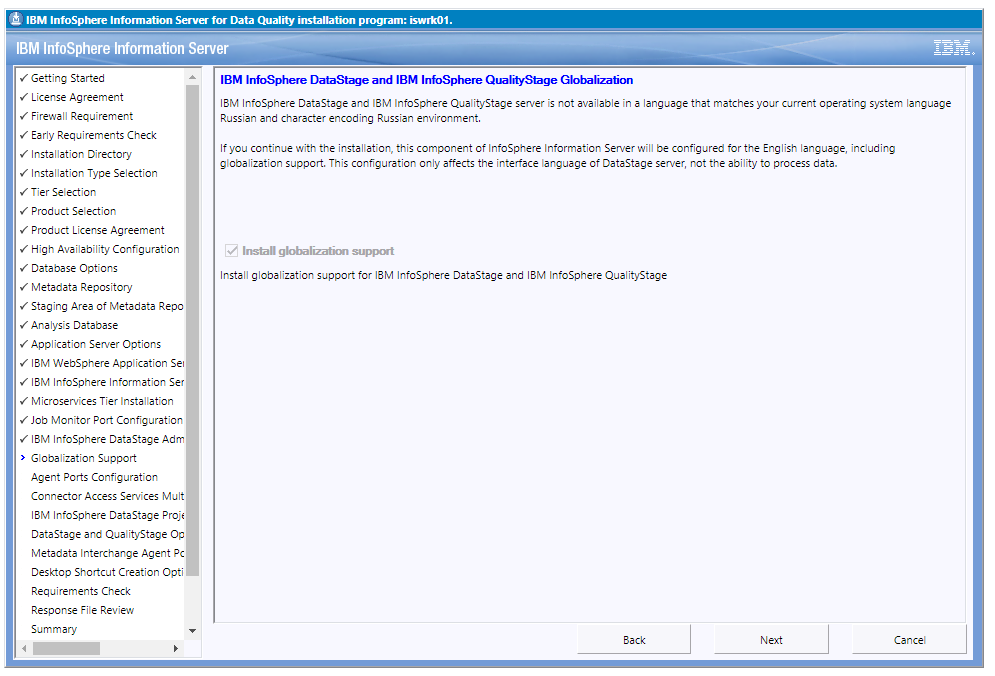 IBM InfoSphere Information Server for Data Quality installation program: iswrk01.
IBM InfoSphere Information Server
IBM.
Getting Started
License Agreement
Firewall Requirement
Early Requirements Check
Installation Directory
Installation Type Selection
Tier Selection
Product Selection
Product License Agreement
High Availability Configuration
Database Options
Metadata Repository
Staging Area of Metadata Repo
Analysis Database
Application Server Options
IBM WebSphere Application Ser
IBM InfoSphere Information Ser
Microservices Tier Installation
Job Monitor Port Configuration
IBM InfoSphere DataStage Adm
Globalization Support
Agent Ports Configuration
Connector Access Services Mult
IBM InfoSphere DataStage Proje
DataStage and QualityStage Op
Metadata Interchange Agent Po
Desktop Shortcut Creation Opti
Requirements Check
Response File Review
Summary
IBM InfoSphere DataStage and IBM InfoSphere QualityStage Globalization
IBM InfoSphere DataStage and IBM InfoSphere QualityStage server is not available in a language that matches your current operating system language
Russian and character encoding Russian environment.
If you continue with the installation, this component of InfoSphere Information Server will be configured for the English language, including
globalization support. This configuration only affects the interface language of DataStage server, not the ability to process data.
Install globalization support
Install globalization support for IBM InfoSphere DataStage and IBM InfoSphere QualityStage
Back
Next
Cancel